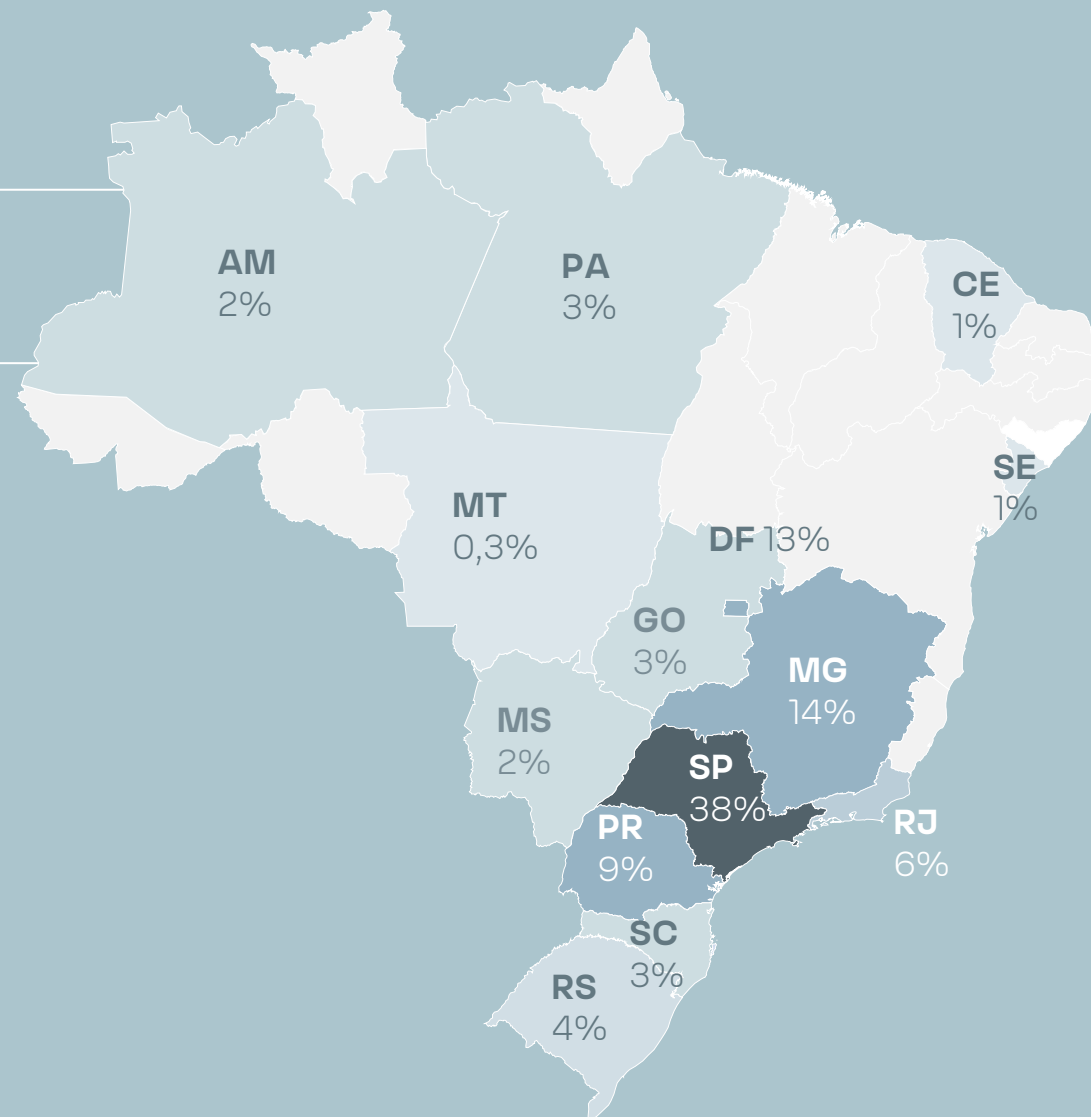 AM
2%
PA
3%
CE
1%
SE
1%
MT
0,3%
DF 13%
GO
3%
MG
14%
MS
2%
SP
38%
PR
9%
RJ
6%
SC
3%
RS
4%